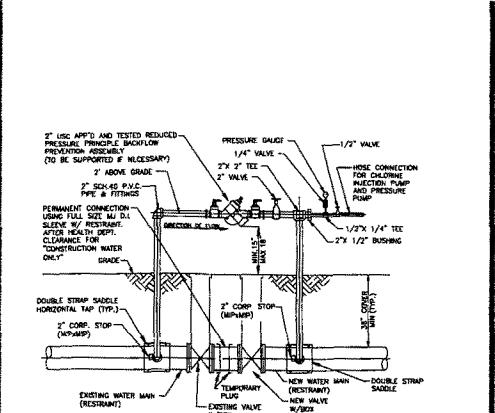 2" USC APP'D AND TESTED REDUCED
PRESSURE PRINCIPLE BACKFLOW
PREVENTION ASSEMBLY
(TO BE SUPPORTED IF NECESSARY)
2' ABOVE GRADE
2" SCH.40 P.V.C.
PIPE & FITTINGS
PERMANENT CONNECTION
USING FULL SIZE MJ D.I.
SLEEVE W/ RESTRAINT.
AFTER HEALTH DEPT.
CLEARANCE FOR
"CONSTRUCTION WATER
ONLY"
GRADE
DOUBLE STRAP SADDLE
HORIZONTAL TAP (TYP.)
2" CORP. STOP
(MIPxMIP)
EXISTING WATER MAIN
(RESTRAINT)
EXISTING VALVE
TEMPORARY
PLUG
DIRECTION OF FLOW
MIN. 15"
MAX 18"
PRESSURE GAUGE
1/4" VALVE
2"X 2" TEE
2" VALVE
1/2" VALVE
HOSE CONNECTION
FOR CHLORINE
INJECTION PUMP
AND PRESSURE
PUMP
1/2"X 1/4" TEE
2"X 1/2" BUSHING
36" COVER
MIN (TYP.)
2" CORP STOP
(MIPxMIP)
NEW WATER MAIN
(RESTRAINT)
NEW VALVE
W/BOX
DOUBLE STRAP
SADDLE